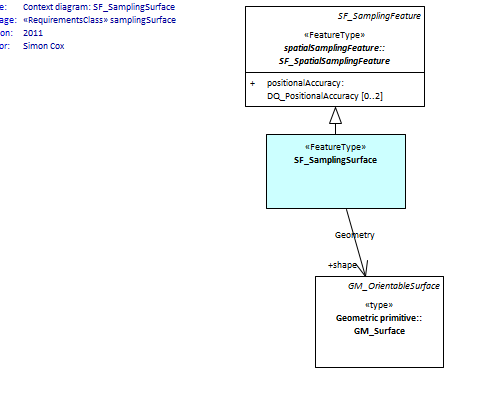 e: Context diagram: SF_SamplingSurface
age: «RequirementsClass» samplingSurface
on: 2011
or: Simon Cox
SF_SamplingFeature
«FeatureType»
spatialSamplingFeature::
SF_SpatialSamplingFeature
+ positionalAccuracy:
DQ_PositionalAccuracy [0..2]
«FeatureType»
SF_SamplingSurface
Geometry
+shape
GM_OrientableSurface
«type»
Geometric primitive::
GM_Surface